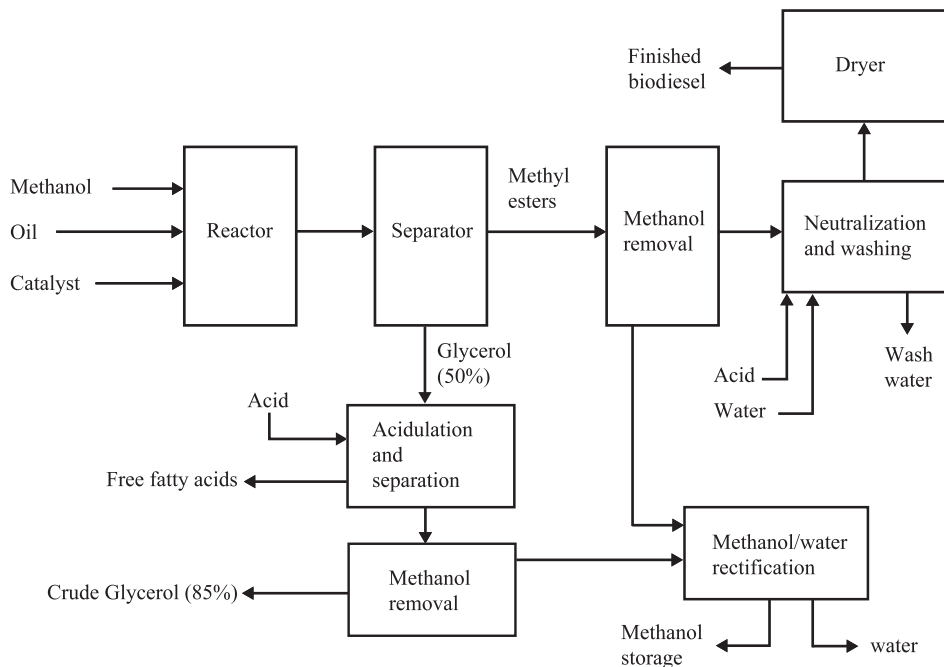 Finished
biodiesel
Dryer
Methanol
Oil
Catalyst
Reactor
Separator
Methyl
esters
Methanol
removal
Neutralization
and washing
Glycerol
(50%)
Acid
Water
Wash
water
Acid
Acidulation
and
separation
Free fatty acids
Methanol
removal
Crude Glycerol (85%)
Methanol/water
rectification
Methanol
storage
water